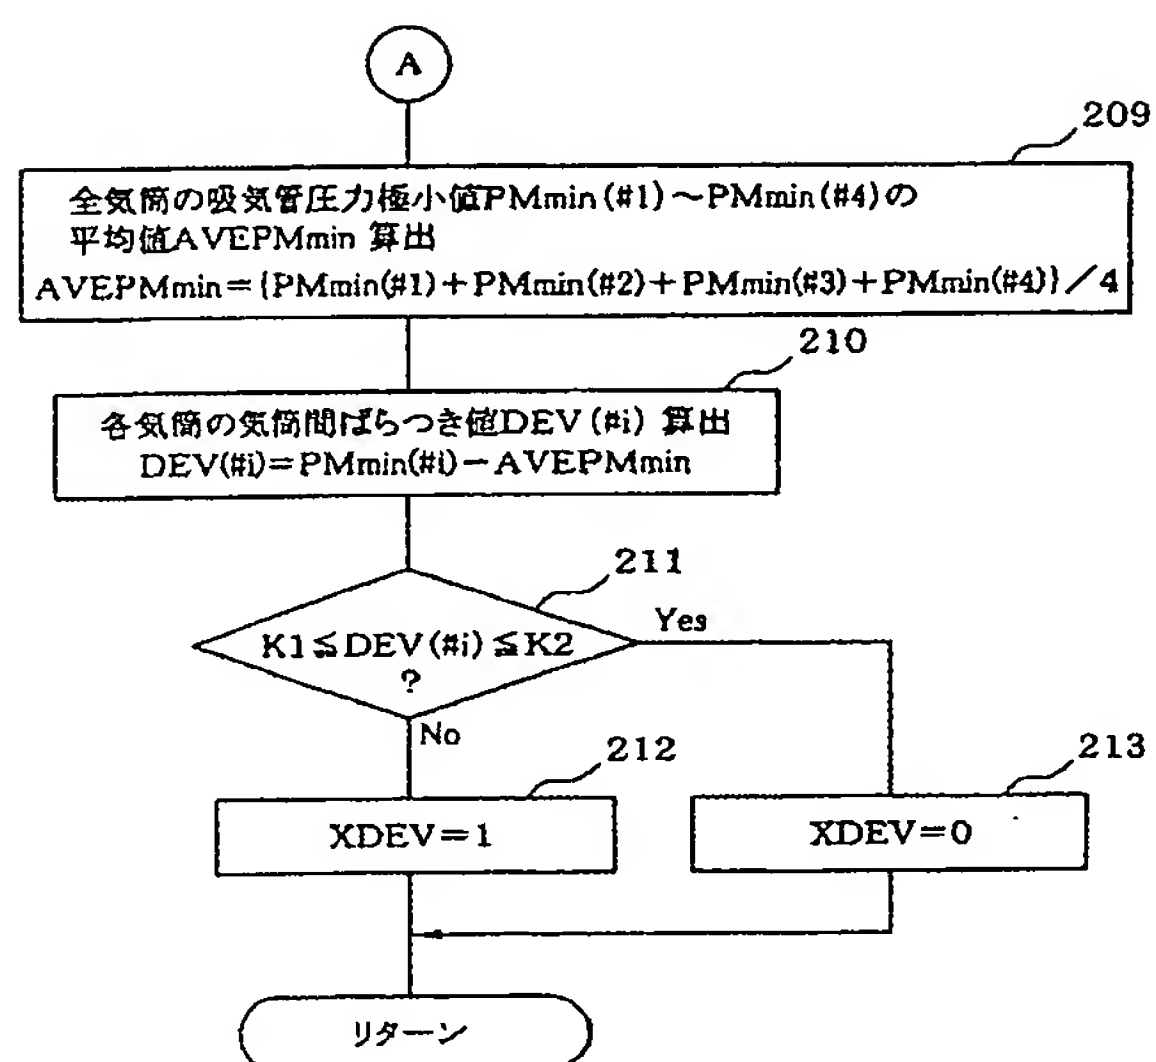 A
209
全気筒の吸気管圧力極小値PMmin(#1)～PMmin(#4)の
平均値AVEPMmin 算出
AVEPMmin={PMmin(#1)+PMmin(#2)+PMmin(#3)+PMmin(#4)}／4
210
各気筒の気筒間ばらつき値DEV(#i) 算出
DEV(#i)=PMmin(#i)-AVEPMmin
211
K1≦DEV(#i)≦K2
?
Yes
No
212
XDEV=1
213
XDEV=0
リターン